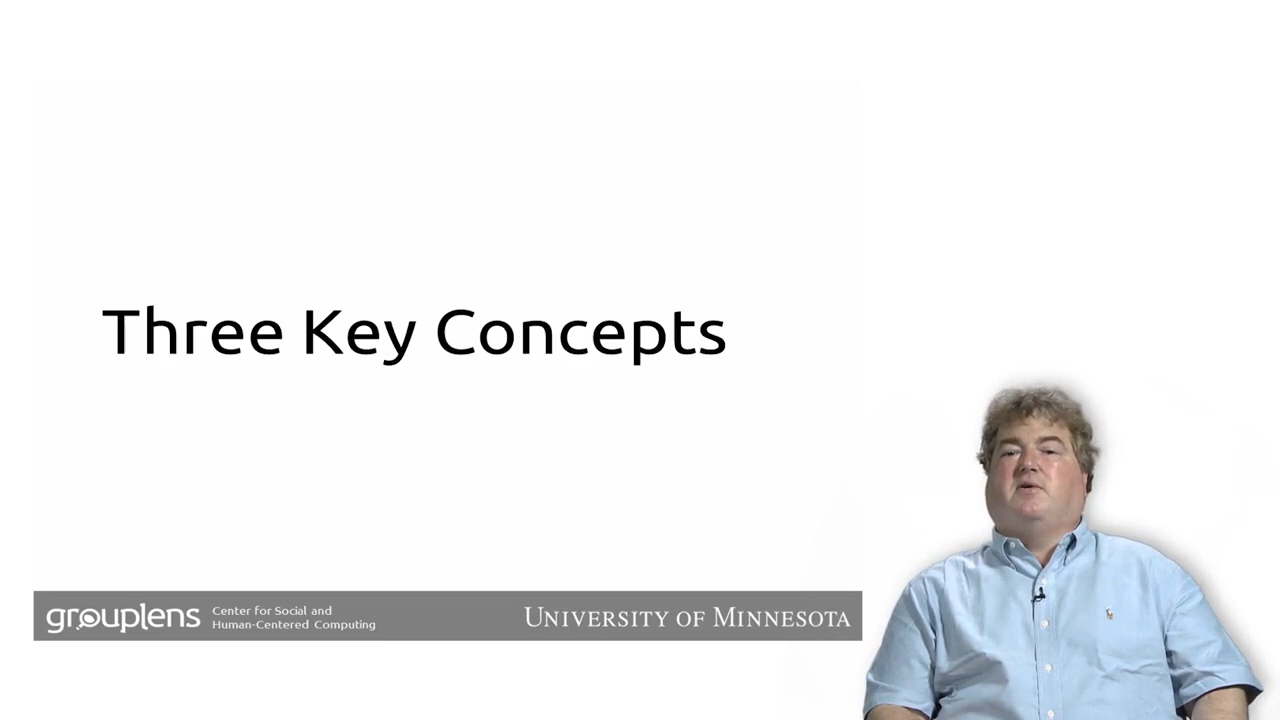 Three Key Concepts
grouplens
Center for Social and
Human-Centered Computing
UNIVERSITY OF MINNESOTA